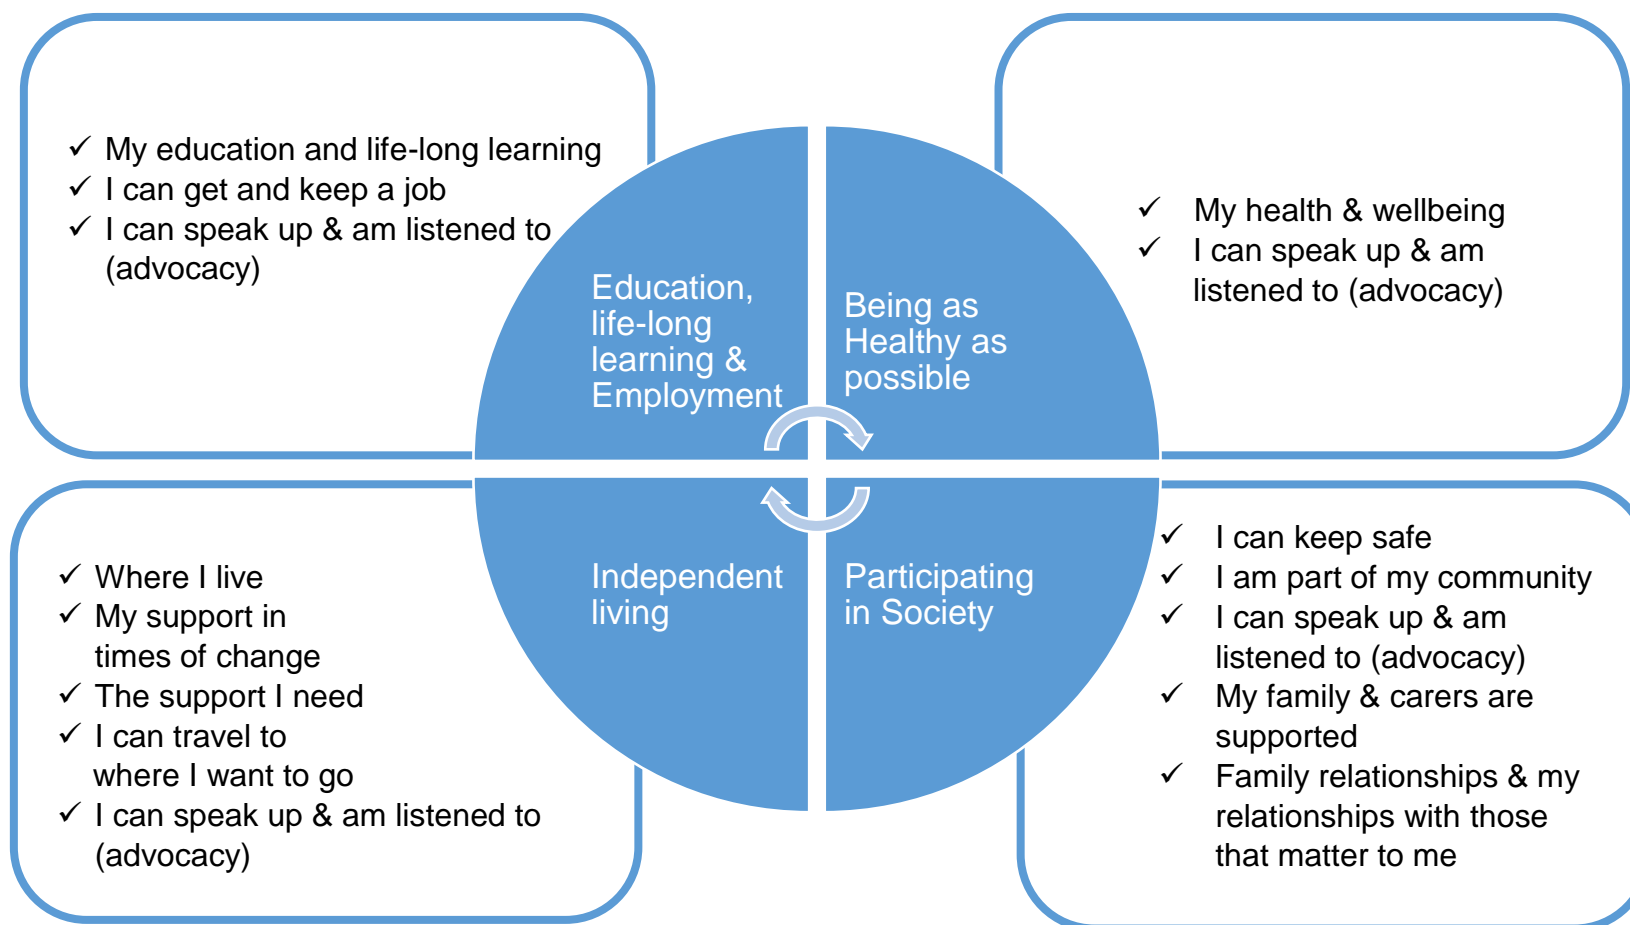 ✓ My education and life-long learning
✓ I can get and keep a job
✓ I can speak up & am listened to
(advocacy)
Education,
life-long
learning &
Employment
Being as
Healthy as
possible
✓ My health & wellbeing
✓ I can speak up & am
listened to (advocacy)
✓ Where I live
✓ My support in
times of change
✓ The support I need
✓ I can travel to
where I want to go
✓ I can speak up & am listened to
(advocacy)
Independent
living
Participating
in Society
✓ I can keep safe
✓ I am part of my community
✓ I can speak up & am
listened to (advocacy)
✓ My family & carers are
supported
✓ Family relationships & my
relationships with those
that matter to me